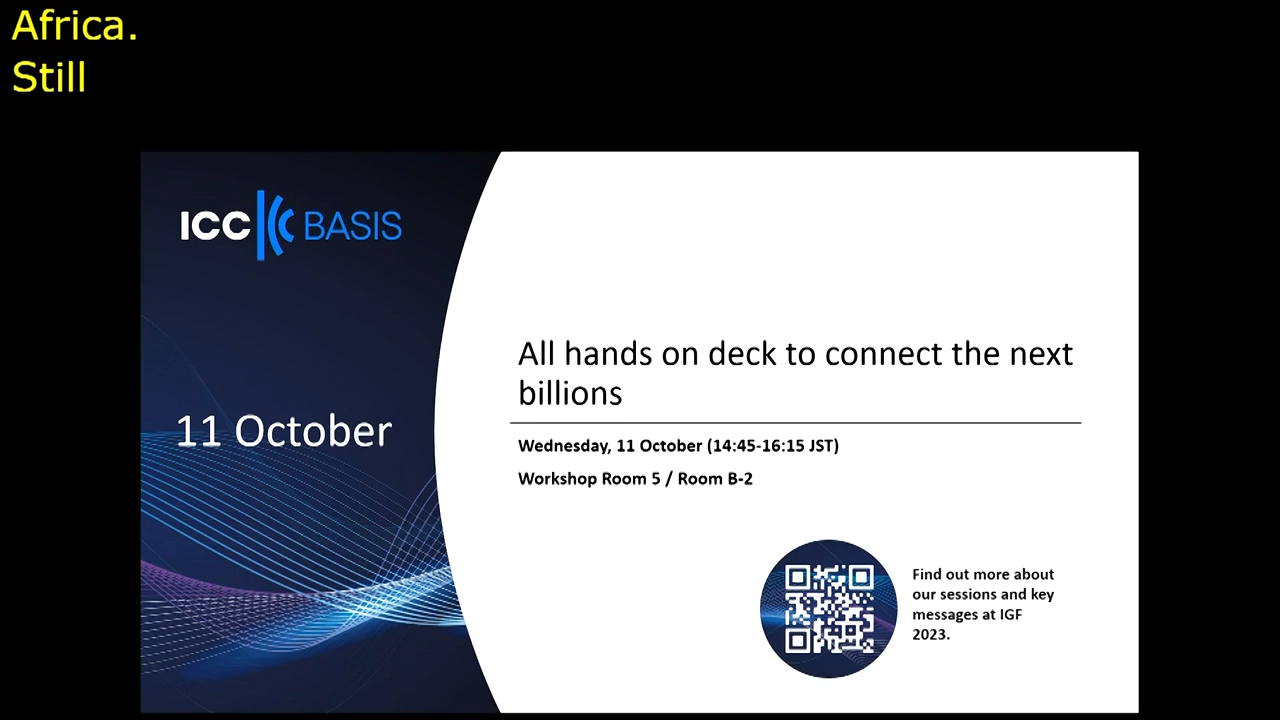 Africa.
Still
ICC BASIS
11 October
All hands on deck to connect the next
billions
Wednesday, 11 October (14:45-16:15 JST)
Workshop Room 5 / Room B-2
Find out more about
our sessions and key
messages at IGF
2023.